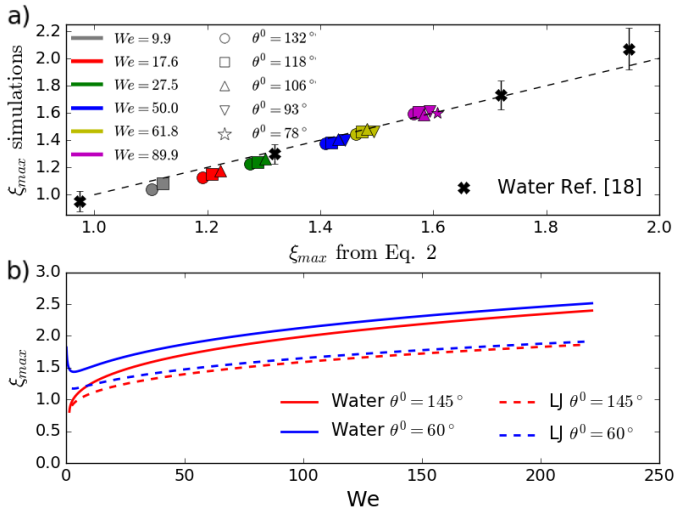 a)
2.2
2.0
1.8
1.6
1.4
1.2
1.0
ξmax simulations
We = 9.9
We = 17.6
We = 27.5
We = 50.0
We = 61.8
We = 89.9
θ⁰ = 132°
θ⁰ = 118°
θ⁰ = 106°
θ⁰ = 93°
θ⁰ = 78°
Water Ref. [18]
1.0 1.2 1.4 1.6 1.8 2.0
ξmax from Eq. 2
b)
3.0
2.5
2.0
1.5
1.0
0.5
0.0
ξmax
Water θ⁰ = 145°
Water θ⁰ = 60°
LJ θ⁰ = 145°
LJ θ⁰ = 60°
0 50 100 150 200 250
We